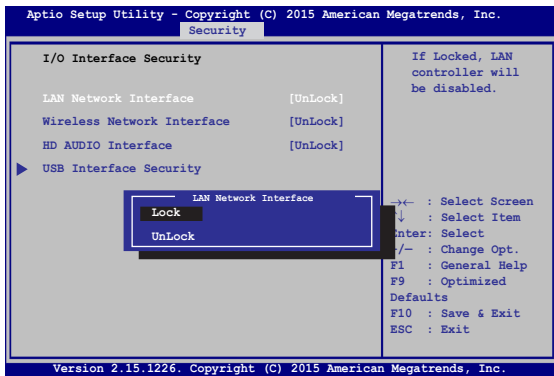 Aptio Setup Utility - Copyright (C) 2015 American Megatrends, Inc.
Security
I/O Interface Security
LAN Network Interface [UnLock]
Wireless Network Interface [UnLock]
HD AUDIO Interface [UnLock]
USB Interface Security
If Locked, LAN
controller will
be disabled.
LAN Network Interface
Lock
UnLock
→← : Select Screen
↓ : Select Item
nter: Select
/— : Change Opt.
F1 : General Help
F9 : Optimized
Defaults
F10 : Save & Exit
ESC : Exit
Version 2.15.1226. Copyright (C) 2015 America Megatrends, Inc.